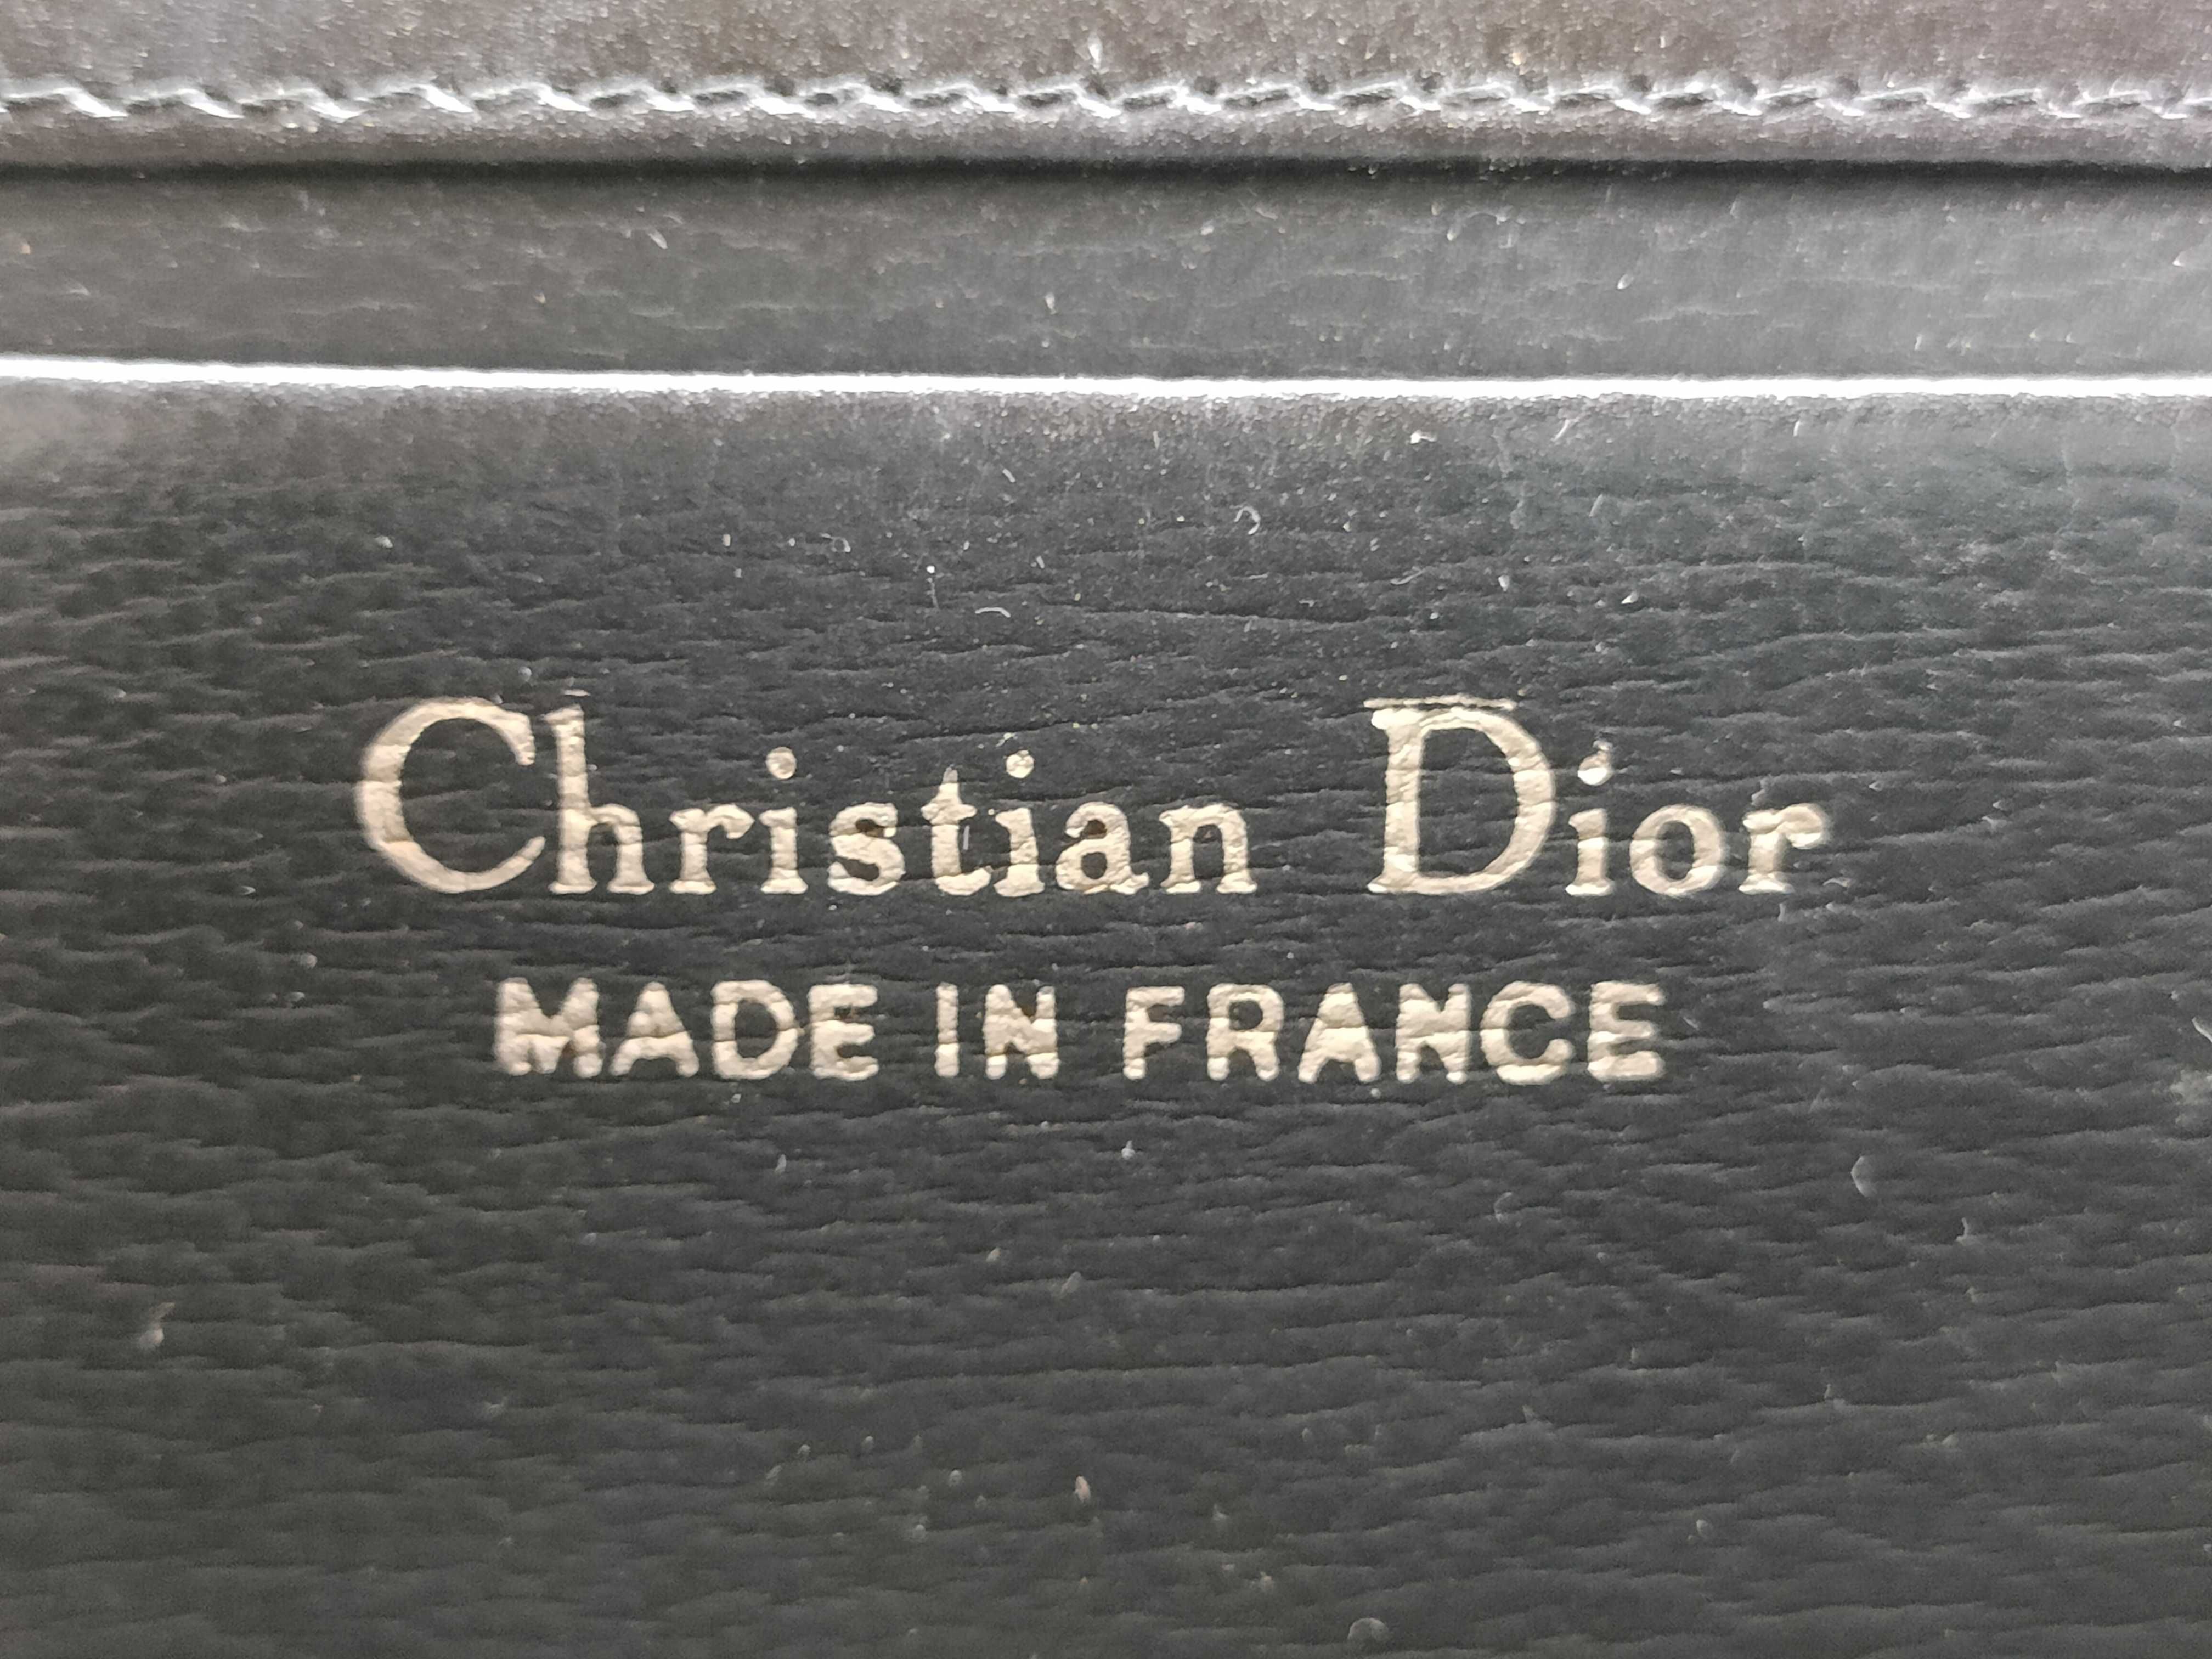 Christian Dior
MADE IN FRANCE